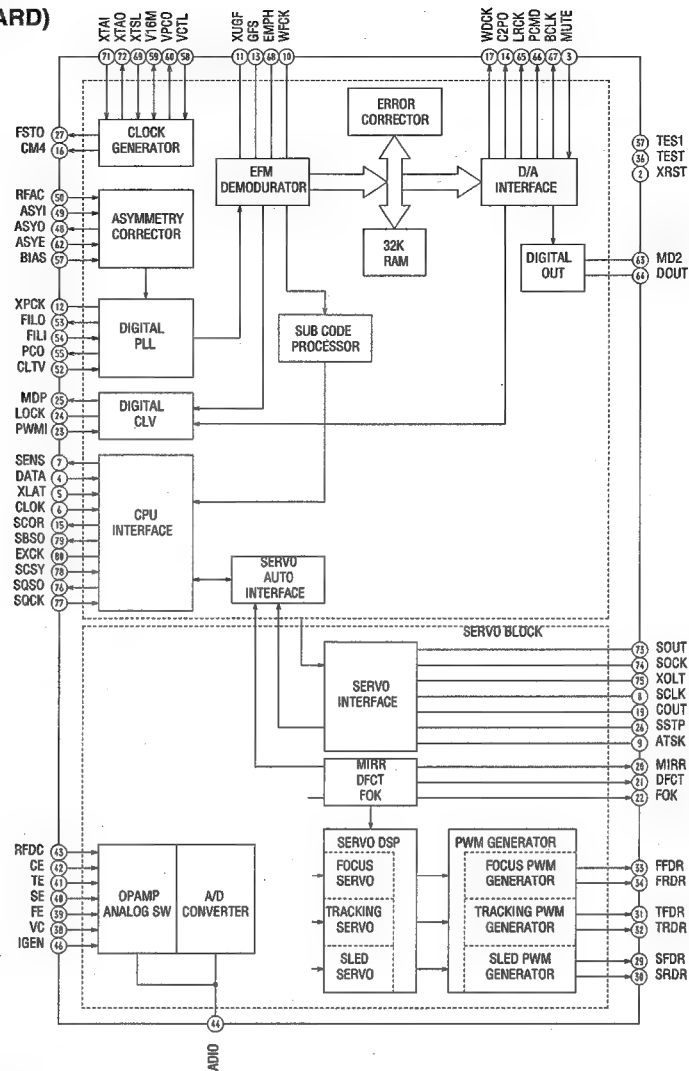 ARD)
XTAI
XTAO
XTSL
V16M
VPCO
VCTL
XUGF
GFS
EMPH
WFCK
WDCK
C2PO
LRCK
PCMD
BCLK
MUTE
71 72 69 59 60 58
11 13 68 10
17 14 65 66 67 3
FSTO 27
CM4 16
CLOCK
GENERATOR
ERROR
CORRECTOR
37 TES1
36 TEST
2 XRST
EFM
DEMODURATOR
D/A
INTERFACE
RFAC 50
ASYI 49
ASYO 48
ASYE 62
BIAS 57
ASYMMETRY
CORRECTOR
32K
RAM
DIGITAL
OUT
63 MD2
64 DOUT
XPCK 12
FILO 53
FILI 54
PCO 55
CLTV 52
DIGITAL
PLL
SUB CODE
PROCESSOR
MDP 25
LOCK 24
PWMI 23
DIGITAL
CLV
SENS 7
DATA 4
XLAT 5
CLOK 6
SCOR 15
SBSO 79
EXCK 80
SCSY 78
SQSO 76
SQCK 77
CPU
INTERFACE
SERVO
AUTO
INTERFACE
SERVO BLOCK
SERVO
INTERFACE
73 SOUT
74 SOCK
75 XOLT
8 SCLK
19 COUT
26 SSTP
9 ATSK
MIRR
DFCT
FOK
20 MIRR
21 DFCT
22 FOK
RFDC 43
CE 42
TE 41
SE 40
FE 39
VC 38
IGEN 46
OPAMP
ANALOG SW
A/D
CONVERTER
SERVO DSP
FOCUS
SERVO
TRACKING
SERVO
SLED
SERVO
PWM GENERATOR
FOCUS PWM
GENERATOR
TRACKING PWM
GENERATOR
SLED PWM
GENERATOR
33 FFDR
34 FRDR
31 TFDR
32 TRDR
29 SFDR
30 SRDR
44
ADIO